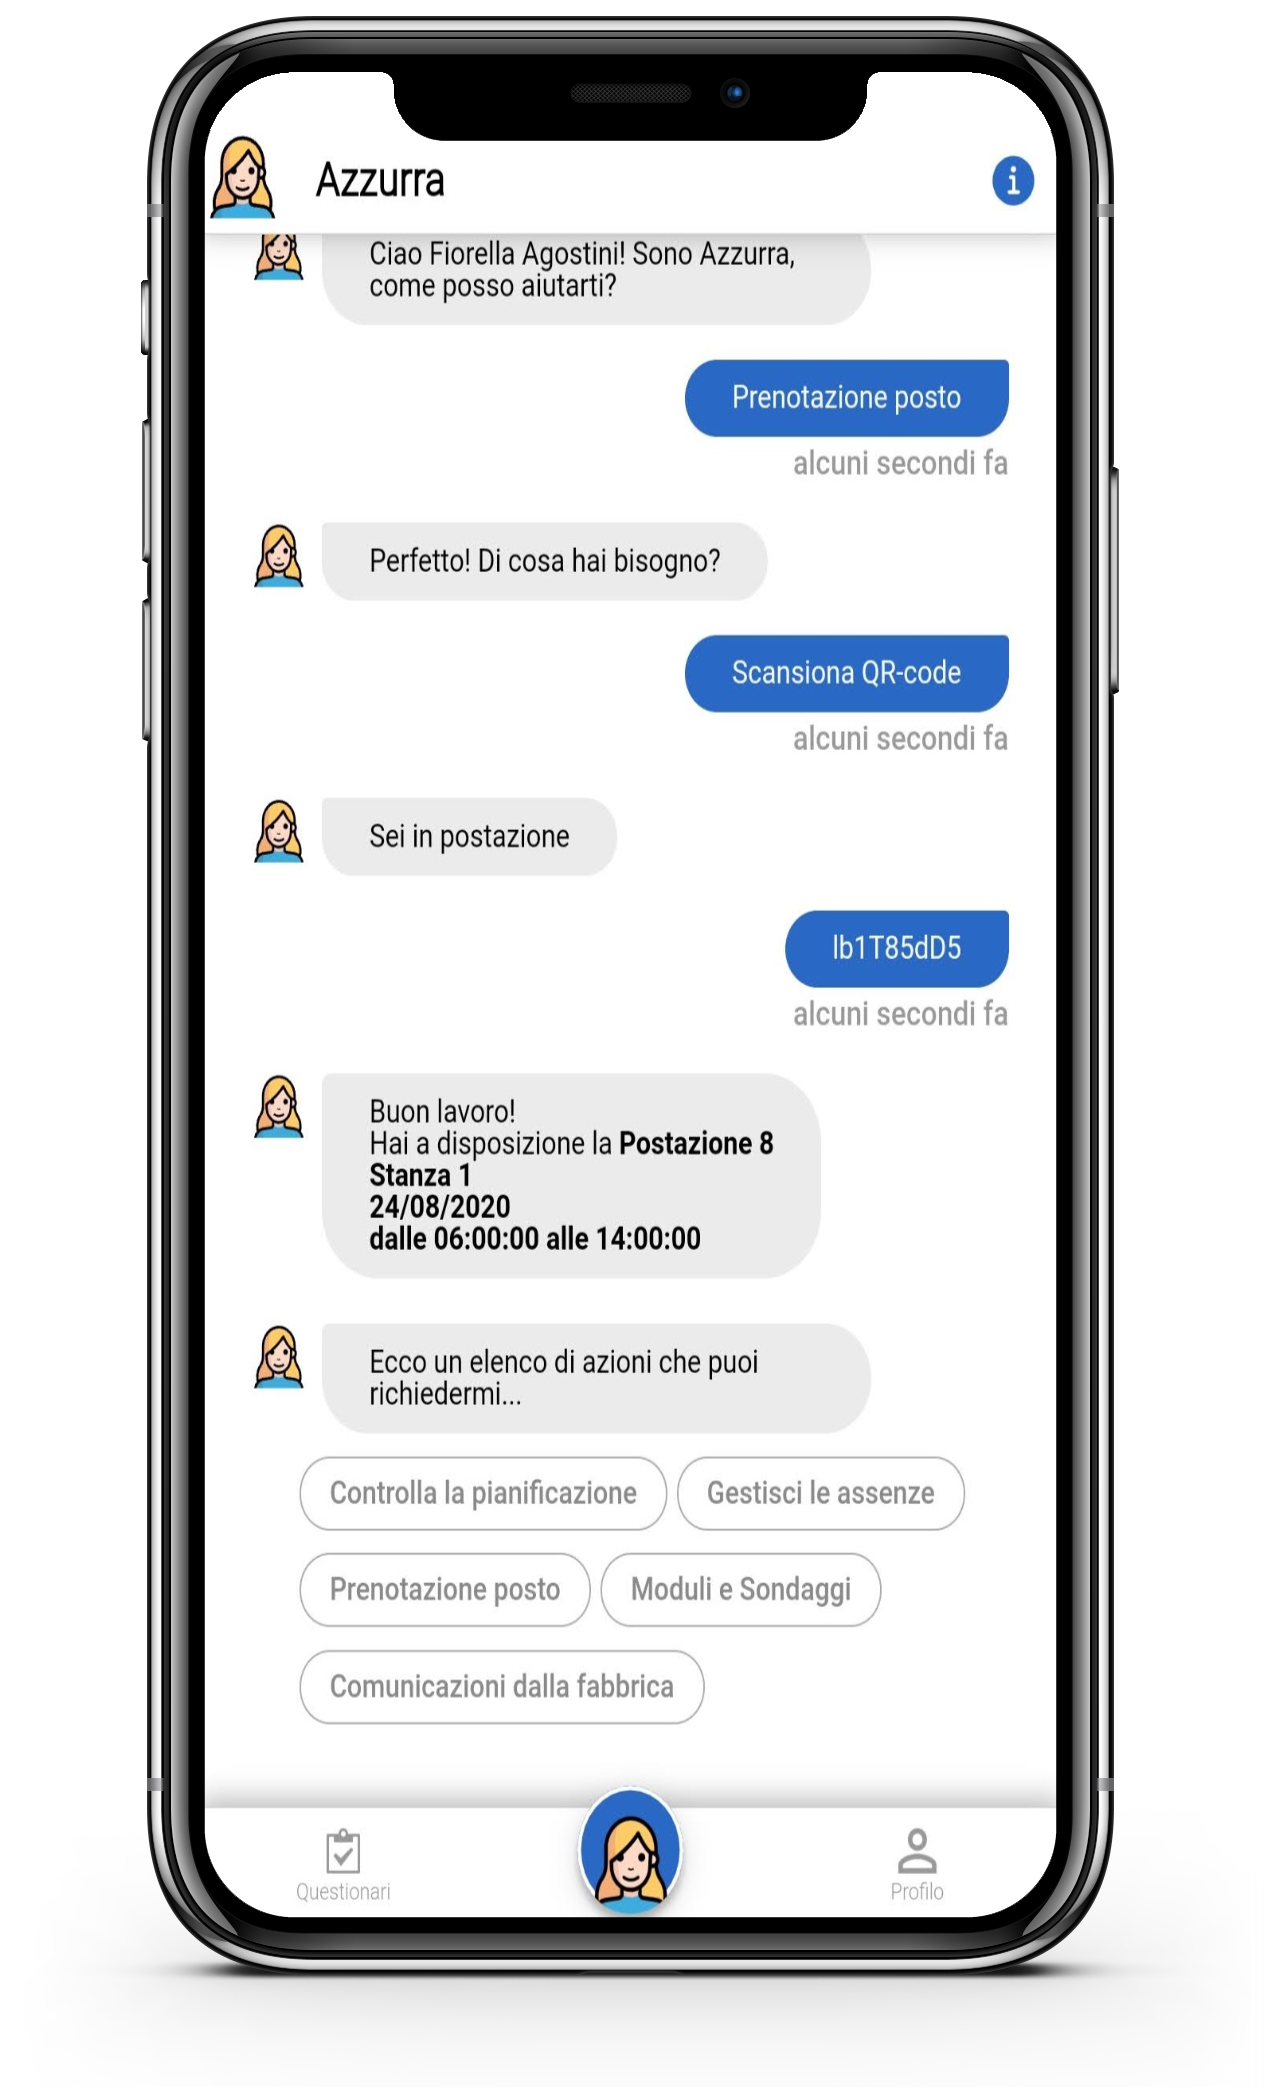 Azzurra
Ciao Fiorella Agostini! Sono Azzurra,
come posso aiutarti?
Prenotazione posto
alcuni secondi fa
Perfetto! Di cosa hai bisogno?
Scansiona QR-code
alcuni secondi fa
Sei in postazione
lb1T85dD5
alcuni secondi fa
Buon lavoro!
Hai a disposizione la Postazione 8
Stanza 1
24/08/2020
dalle 06:00:00 alle 14:00:00
Ecco un elenco di azioni che puoi
richiedermi...
Controlla la pianificazione Gestisci le assenze
Prenotazione posto Moduli e Sondaggi
Comunicazioni dalla fabbrica
Questionari Profilo